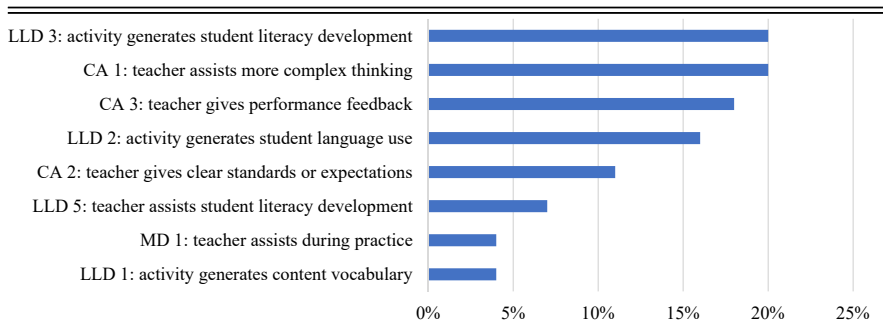 LLD 3: activity generates student literacy development
CA 1: teacher assists more complex thinking
CA 3: teacher gives performance feedback
LLD 2: activity generates student language use
CA 2: teacher gives clear standards or expectations
LLD 5: teacher assists student literacy development
MD 1: teacher assists during practice
LLD 1: activity generates content vocabulary
0% 5% 10% 15% 20% 25%